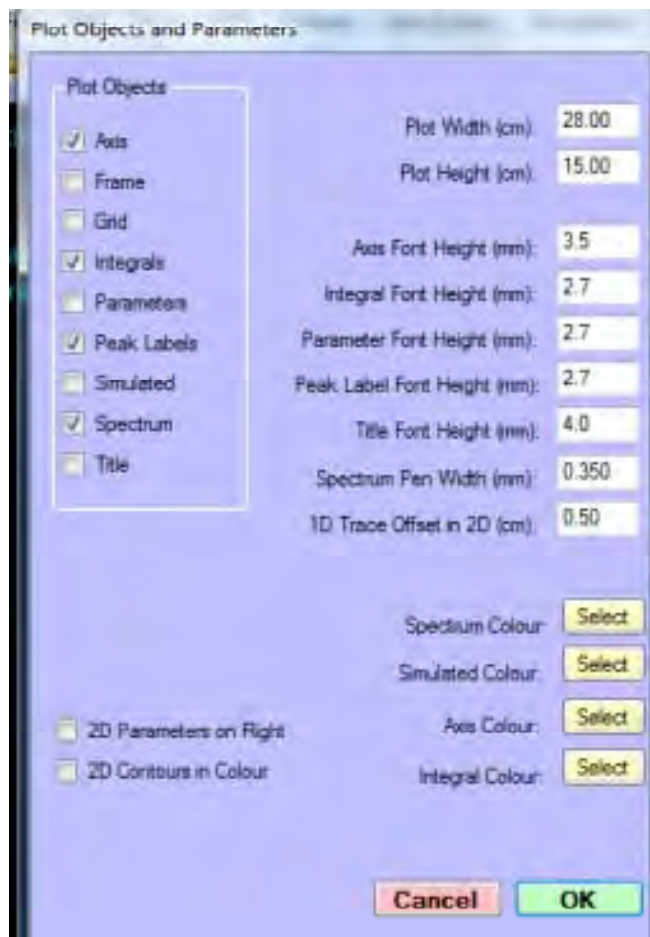 Plot Objects and Parameters
Plot Objects
Axis
Frame
Grid
Integrals
Parameters
Peak Labels
Simulated
Spectrum
Title
Plot Width (cm): 28.00
Plot Height (cm): 15.00
Axis Font Height (mm): 3.5
Integral Font Height (mm): 2.7
Parameter Font Height (mm): 2.7
Peak Label Font Height (mm): 2.7
Title Font Height (mm): 4.0
Spectrum Pen Width (mm): 0.350
1D Trace Offset in 2D (cm): 0.50
Spectrum Colour: Select
Simulated Colour: Select
Axis Colour: Select
Integral Colour: Select
2D Parameters on Right
2D Contours in Colour
Cancel OK